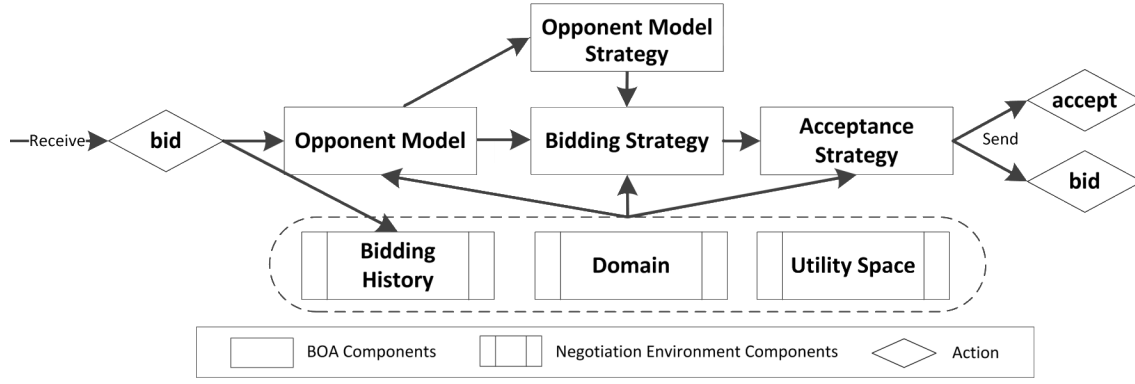 Opponent Model
Strategy
Receive
bid
Opponent Model
Bidding Strategy
Acceptance
Strategy
Send
accept
bid
Bidding
History
Domain
Utility Space
BOA Components
Negotiation Environment Components
Action